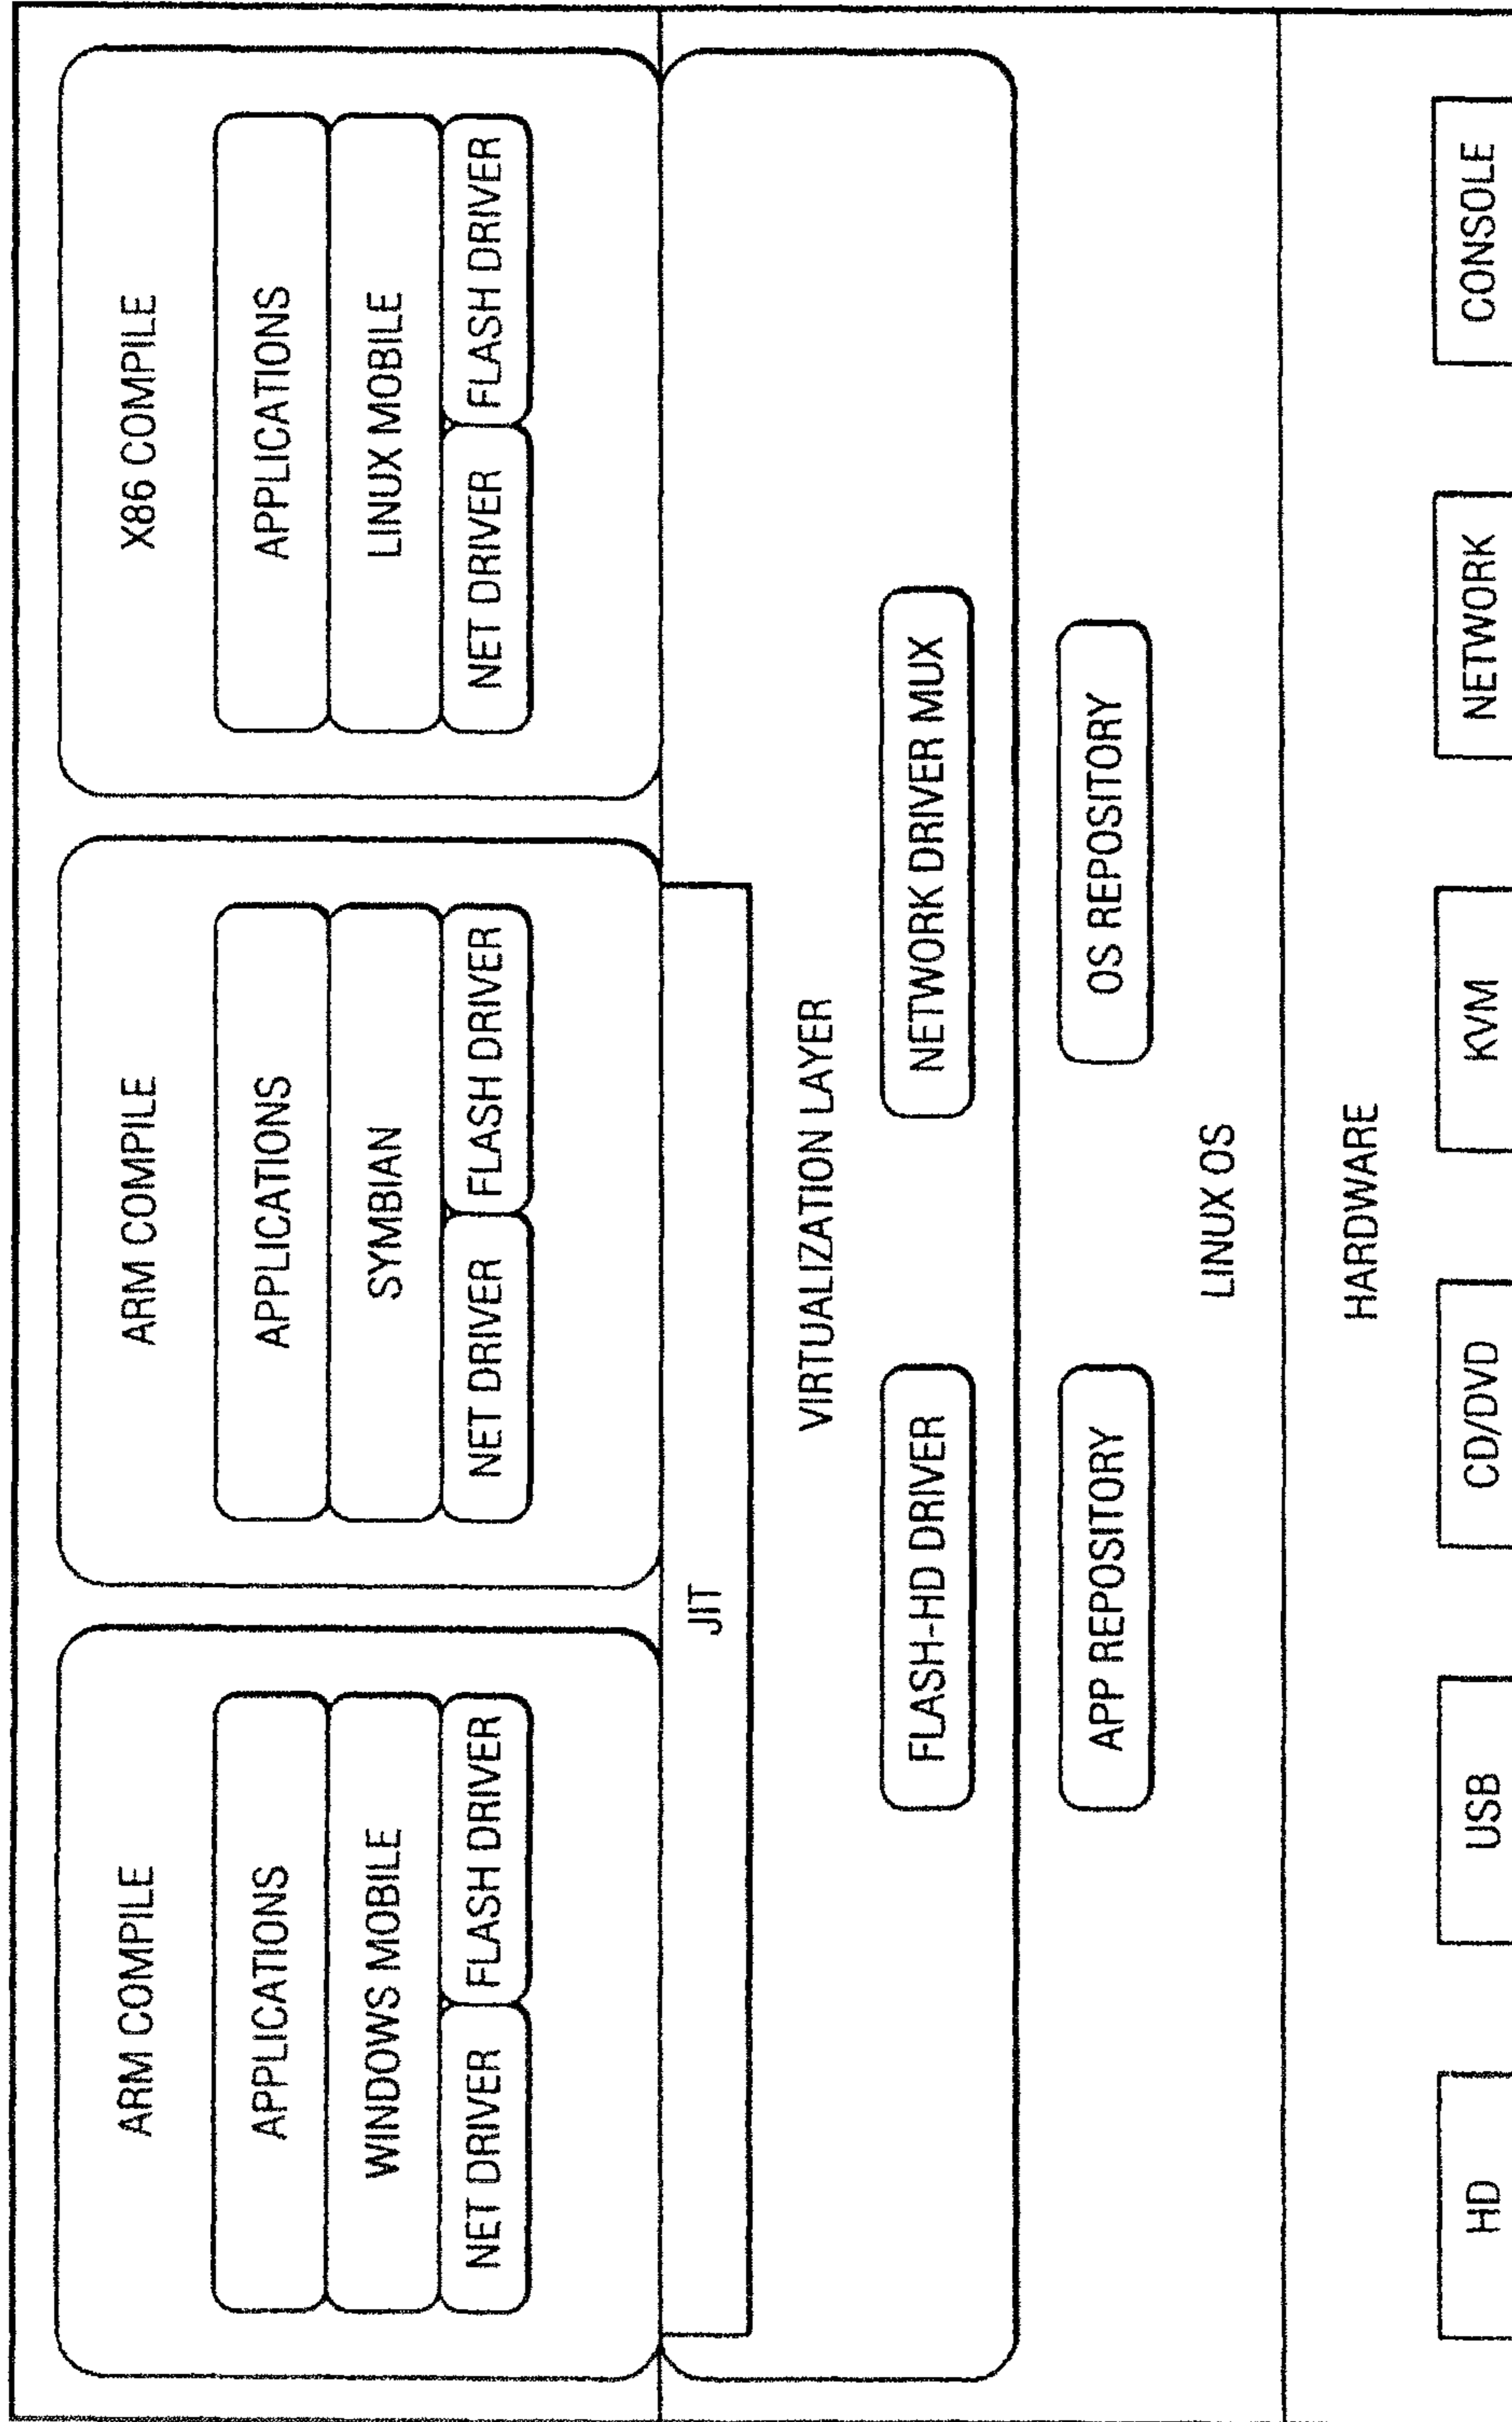 ARM COMPILE
APPLICATIONS
WINDOWS MOBILE
NET DRIVER
FLASH DRIVER
ARM COMPILE
APPLICATIONS
SYMBIAN
NET DRIVER
FLASH DRIVER
X86 COMPILE
APPLICATIONS
LINUX MOBILE
NET DRIVER
FLASH DRIVER
JIT
VIRTUALIZATION LAYER
FLASH-HD DRIVER
NETWORK DRIVER MUX
APP REPOSITORY
OS REPOSITORY
LINUX OS
HARDWARE
HD
USB
CD/DVD
KVM
NETWORK
CONSOLE